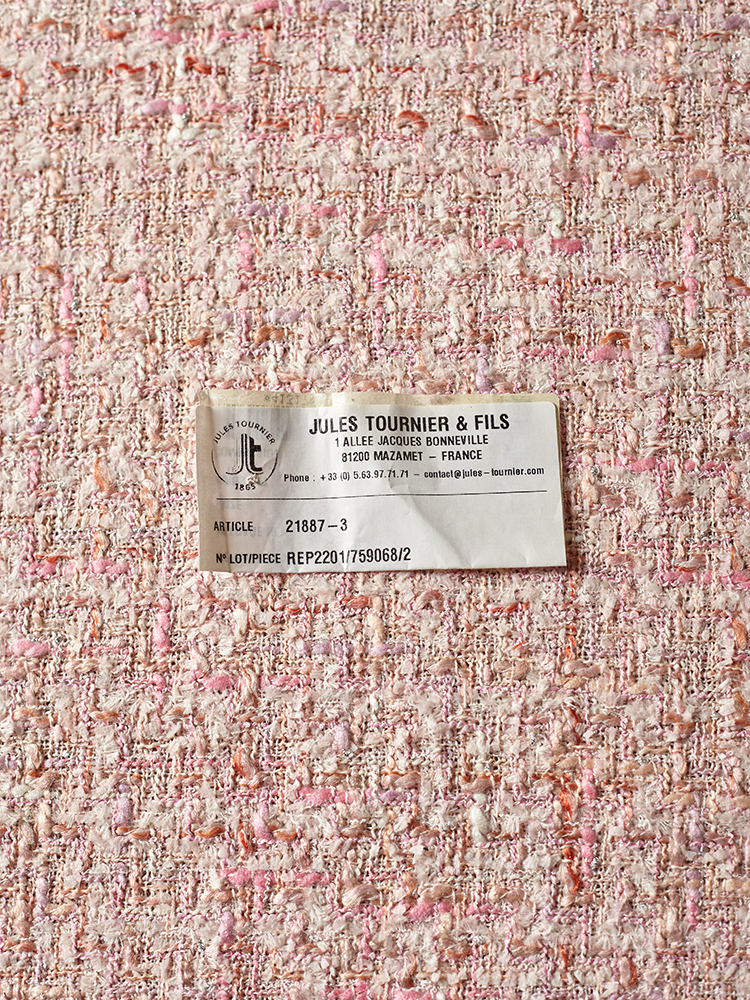 JULES TOURNIER
Jt
1865
JULES TOURNIER & FILS
1 ALLEE JACQUES BONNEVILLE
81200 MAZAMET – FRANCE
Phone : +33 (0) 5.63.97.71.71 – contact@jules-tournier.com
ARTICLE 21887-3
N° LOT/PIECE REP2201/759068/2